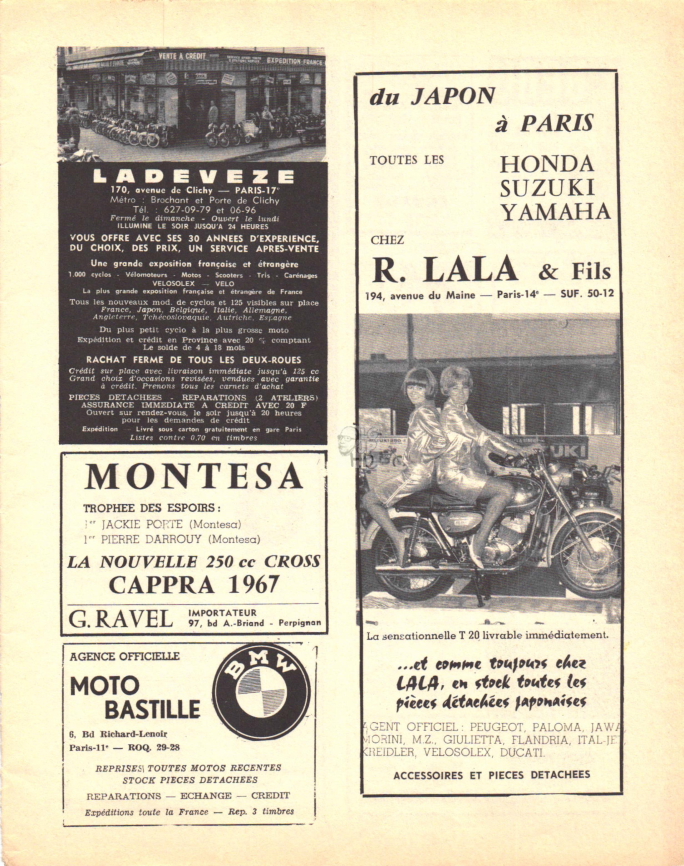 VENTE A CREDIT
EXPEDITION FRANCE
LADEVEZE
170, avenue de Clichy — PARIS-17e
Métro : Brochant et Porte de Clichy
Tél. : 627-09-79 et 06-96
Fermé le dimanche - Ouvert le lundi
ILLUMINE LE SOIR JUSQU'A 24 HEURES
VOUS OFFRE AVEC SES 30 ANNEES D'EXPERIENCE,
DU CHOIX, DES PRIX, UN SERVICE APRES-VENTE
Une grande exposition française et étrangère
1.000 cyclos - Vélomoteurs - Motos - Scooters - Tris - Carénages
VELOSOLEX — VELO
La plus grande exposition française et étrangère de France
Tous les nouveaux mod. de cyclos et 125 visibles sur place
France, Japon, Belgique, Italie, Allemagne,
Angleterre, Tchécoslovaquie, Autriche, Espagne
Du plus petit cyclo à la plus grosse moto
Expédition et crédit en Province avec 20 % comptant
Le solde de 4 à 18 mois
RACHAT FERME DE TOUS LES DEUX-ROUES
Crédit sur place avec livraison immédiate jusqu'à 125 cc
Grand choix d'occasions revisées, vendues avec garantie
à crédit. Prenons tous les carnets d'achat
PIECES DETACHEES - REPARATIONS (2 ATELIERS)
ASSURANCE IMMEDIATE A CREDIT AVEC 20 F
Ouvert sur rendez-vous, le soir jusqu'à 20 heures
pour les demandes de crédit
Expédition - Livré sous carton gratuitement en gare Paris
Listes contre 0,70 en timbres
MONTESA
TROPHEE DES ESPOIRS :
1er JACKIE PORTE (Montesa)
1er PIERRE DARROUY (Montesa)
LA NOUVELLE 250 cc CROSS
CAPPRA 1967
G. RAVEL
IMPORTATEUR
97, bd A.-Briand - Perpignan
AGENCE OFFICIELLE
BMW
MOTO
BASTILLE
6, Bd Richard-Lenoir
Paris-11e — ROQ. 29-28
REPRISES TOUTES MOTOS RECENTES
STOCK PIECES DETACHEES
REPARATIONS — ECHANGE — CREDIT
Expéditions toute la France — Rep. 3 timbres
du JAPON
à PARIS
TOUTES LES
HONDA
SUZUKI
YAMAHA
CHEZ
R. LALA & Fils
194, avenue du Maine — Paris-14e — SUF. 50-12
UKI
La sensationnelle T 20 livrable immédiatement.
...et comme toujours chez
LALA, en stock toutes les
pièces détachées japonaises
AGENT OFFICIEL : PEUGEOT, PALOMA, JAWA,
MORINI, M.Z., GIULIETTA, FLANDRIA, ITAL-JET,
KREIDLER, VELOSOLEX, DUCATI.
ACCESSOIRES ET PIECES DETACHEES